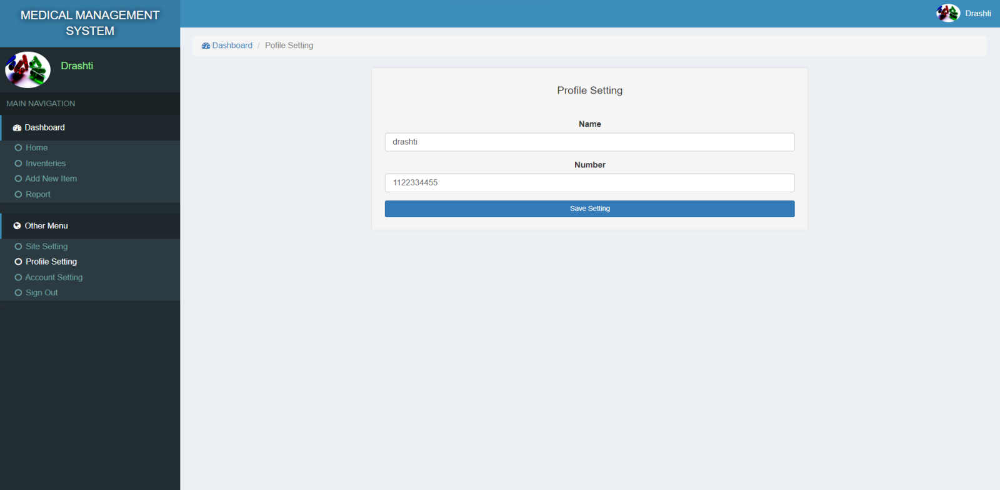 MEDICAL MANAGEMENT
SYSTEM
Drashti
Drashti
MAIN NAVIGATION
Dashboard
Home
Inventeries
Add New Item
Report
Other Menu
Site Setting
Profile Setting
Account Setting
Sign Out
Dashboard / Pofile Setting
Profile Setting
Name
drashti
Number
1122334455
Save Setting